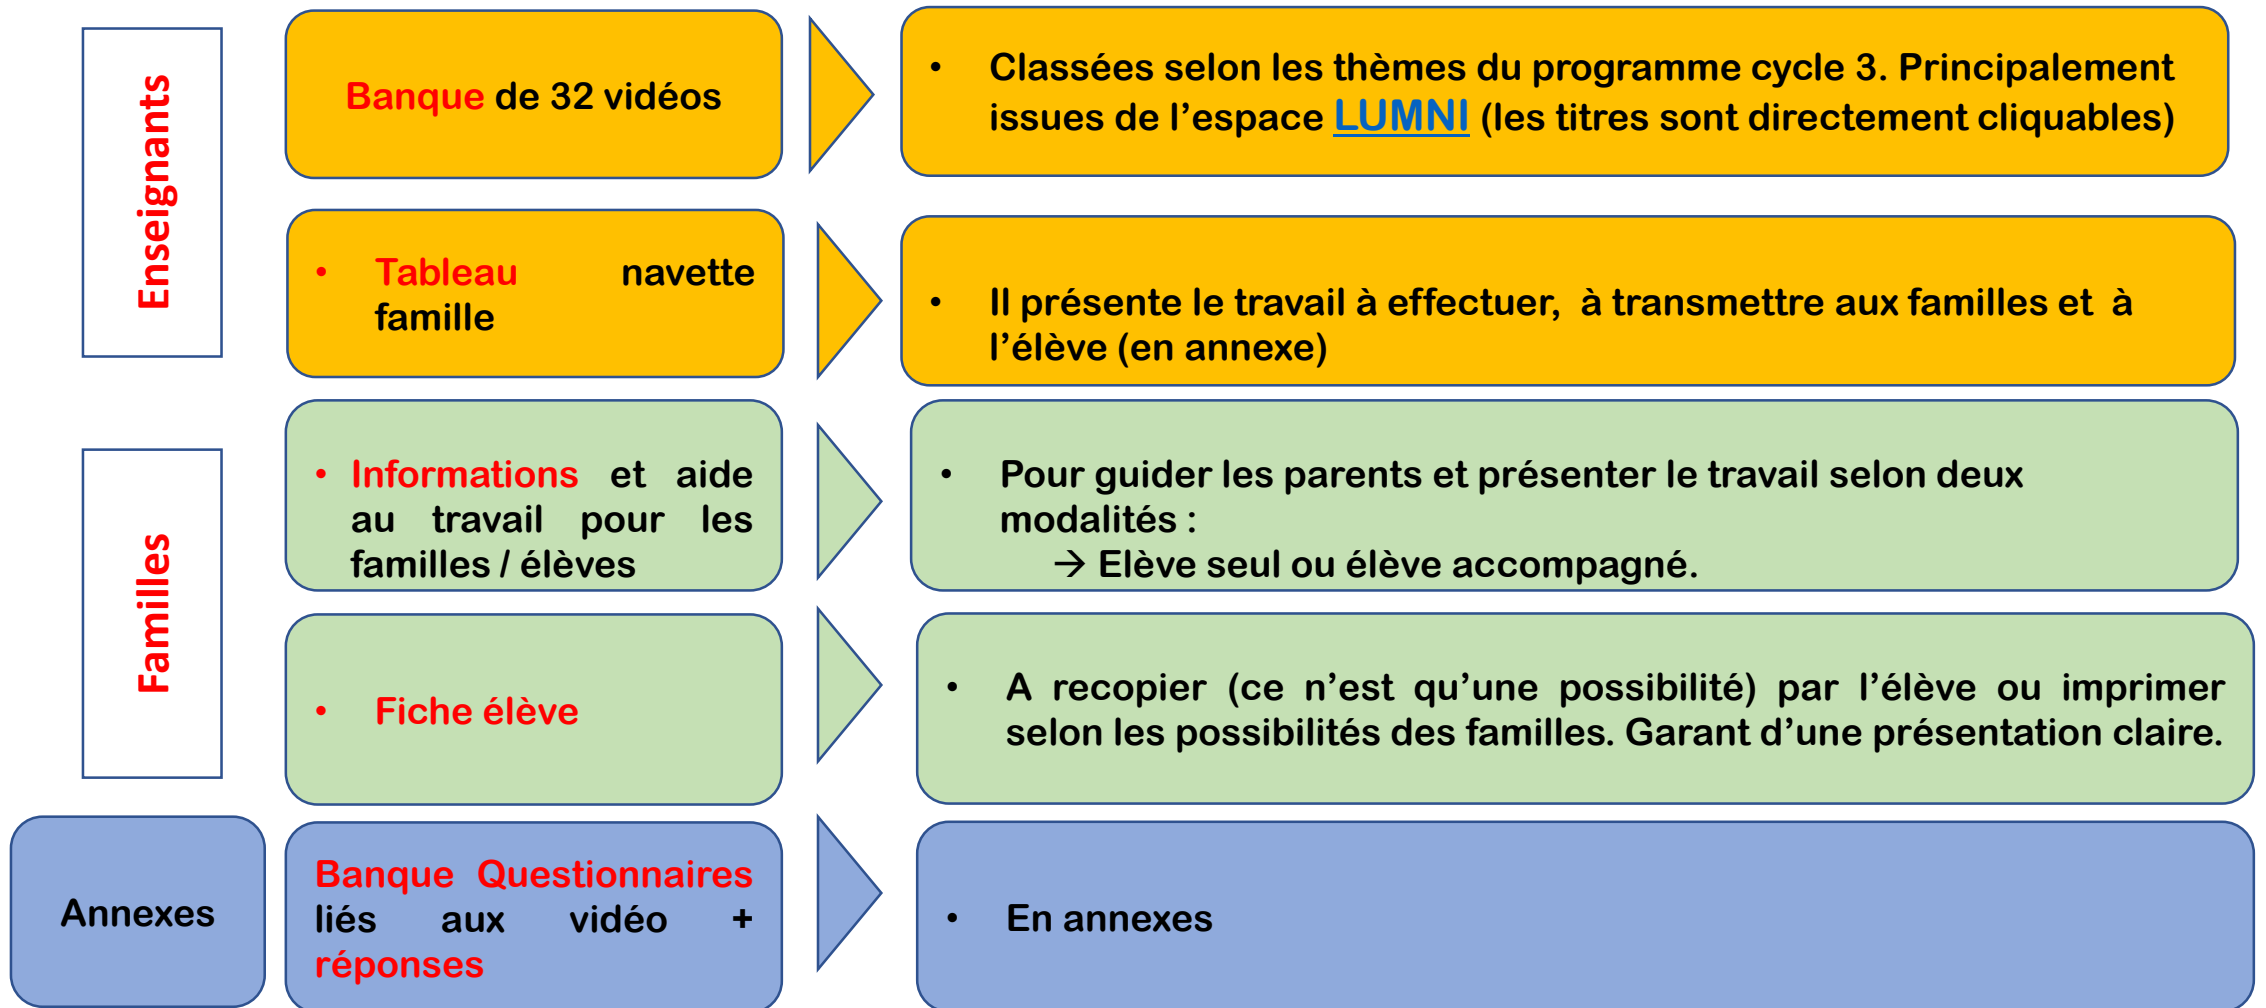 Enseignants
Banque de 32 vidéos
• Classées selon les thèmes du programme cycle 3. Principalement
issues de l’espace LUMNI (les titres sont directement cliquables)
• Tableau navette
famille
• Il présente le travail à effectuer, à transmettre aux familles et à
l’élève (en annexe)
Familles
• Informations et aide
au travail pour les
familles / élèves
• Pour guider les parents et présenter le travail selon deux
modalités :
→ Elève seul ou élève accompagné.
• Fiche élève
• A recopier (ce n’est qu’une possibilité) par l’élève ou imprimer
selon les possibilités des familles. Garant d’une présentation claire.
Annexes
Banque Questionnaires
liés aux vidéo +
réponses
• En annexes